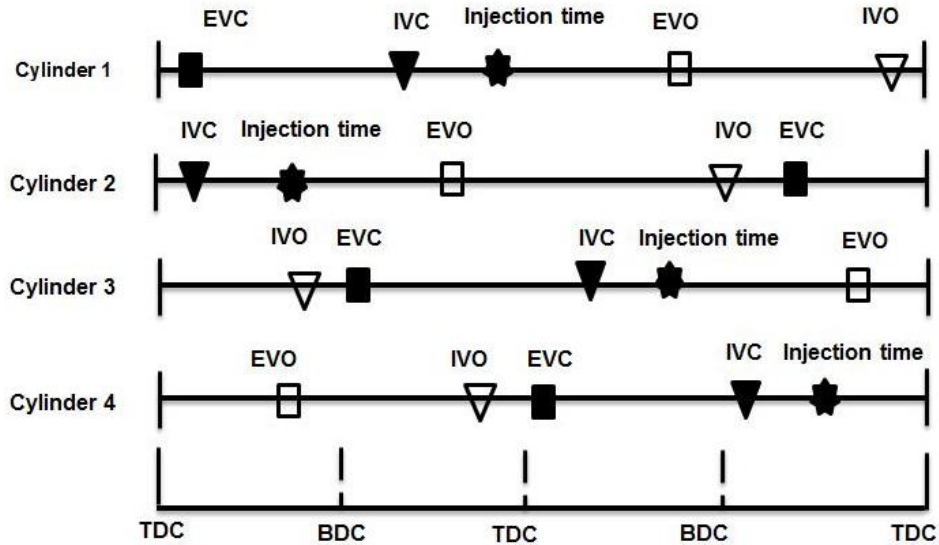 EVC IVC Injection time EVO IVO
Cylinder 1
IVC Injection time EVO IVO EVC
Cylinder 2
IVO EVC IVC Injection time EVO
Cylinder 3
EVO IVO EVC IVC Injection time
Cylinder 4
TDC BDC TDC BDC TDC